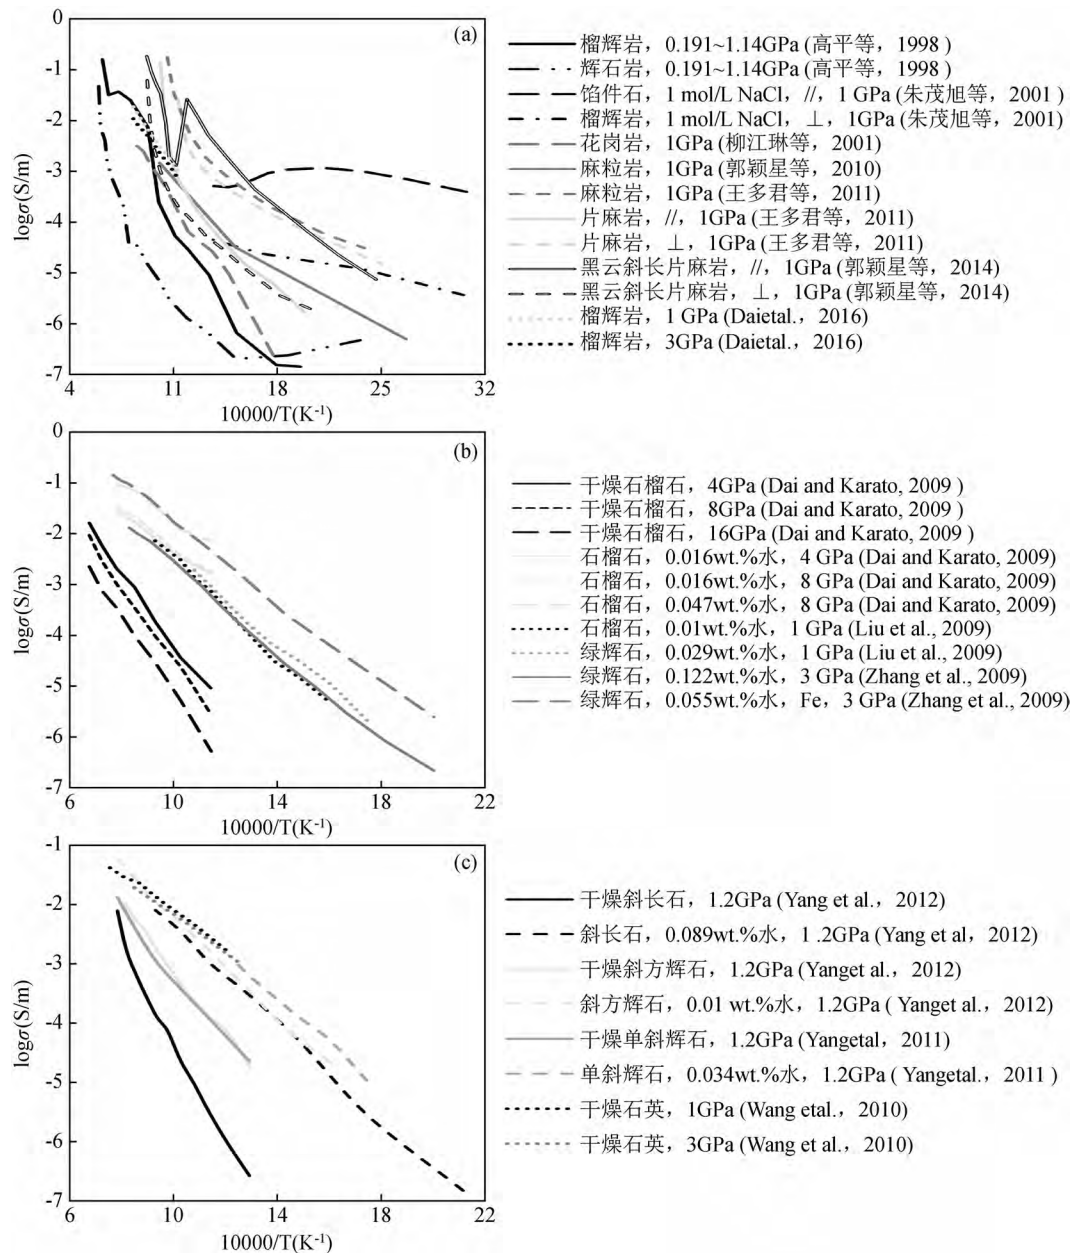 (a)
0
-1
-2
-3
-4
-5
-6
-7
logσ(S/m)
4 11 18 25 32
10000/T(K⁻¹)
榴辉岩，0.191~1.14GPa (高平等，1998 )
辉石岩，0.191~1.14GPa (高平等，1998 )
馅件石，1 mol/L NaCl，//，1 GPa (朱茂旭等，2001 )
榴辉岩，1 mol/L NaCl，⊥，1GPa (朱茂旭等，2001)
花岗岩，1GPa (柳江琳等，2001)
麻粒岩，1GPa (郭颖星等，2010)
麻粒岩，1GPa (王多君等，2011)
片麻岩，//，1GPa (王多君等，2011)
片麻岩，⊥，1GPa (王多君等，2011)
黑云斜长片麻岩，//，1GPa (郭颖星等，2014)
黑云斜长片麻岩，⊥，1GPa (郭颖星等，2014)
榴辉岩，1 GPa (Daietal.，2016)
榴辉岩，3GPa (Daietal.，2016)
(b)
0
-1
-2
-3
-4
-5
-6
-7
logσ(S/m)
6 10 14 18 22
10000/T(K⁻¹)
干燥石榴石，4GPa (Dai and Karato, 2009 )
干燥石榴石，8GPa (Dai and Karato, 2009 )
干燥石榴石，16GPa (Dai and Karato, 2009 )
石榴石，0.016wt.%水，4 GPa (Dai and Karato, 2009)
石榴石，0.016wt.%水，8 GPa (Dai and Karato, 2009)
石榴石，0.047wt.%水，8 GPa (Dai and Karato, 2009)
石榴石，0.01wt.%水，1 GPa (Liu et al., 2009)
绿辉石，0.029wt.%水，1 GPa (Liu et al., 2009)
绿辉石，0.122wt.%水，3 GPa (Zhang et al., 2009)
绿辉石，0.055wt.%水，Fe，3 GPa (Zhang et al., 2009)
(c)
-1
-2
-3
-4
-5
-6
-7
logσ(S/m)
6 10 14 18 22
10000/T(K⁻¹)
干燥斜长石，1.2GPa (Yang et al.，2012)
斜长石，0.089wt.%水，1 .2GPa (Yang et al, 2012)
干燥斜方辉石，1.2GPa (Yanget al.，2012)
斜方辉石，0.01 wt.%水，1.2GPa ( Yanget al.，2012)
干燥单斜辉石，1.2GPa (Yangetal，2011)
单斜辉石，0.034wt.%水，1.2GPa ( Yangetal.，2011 )
干燥石英，1GPa (Wang etal.，2010)
干燥石英，3GPa (Wang et al.，2010)